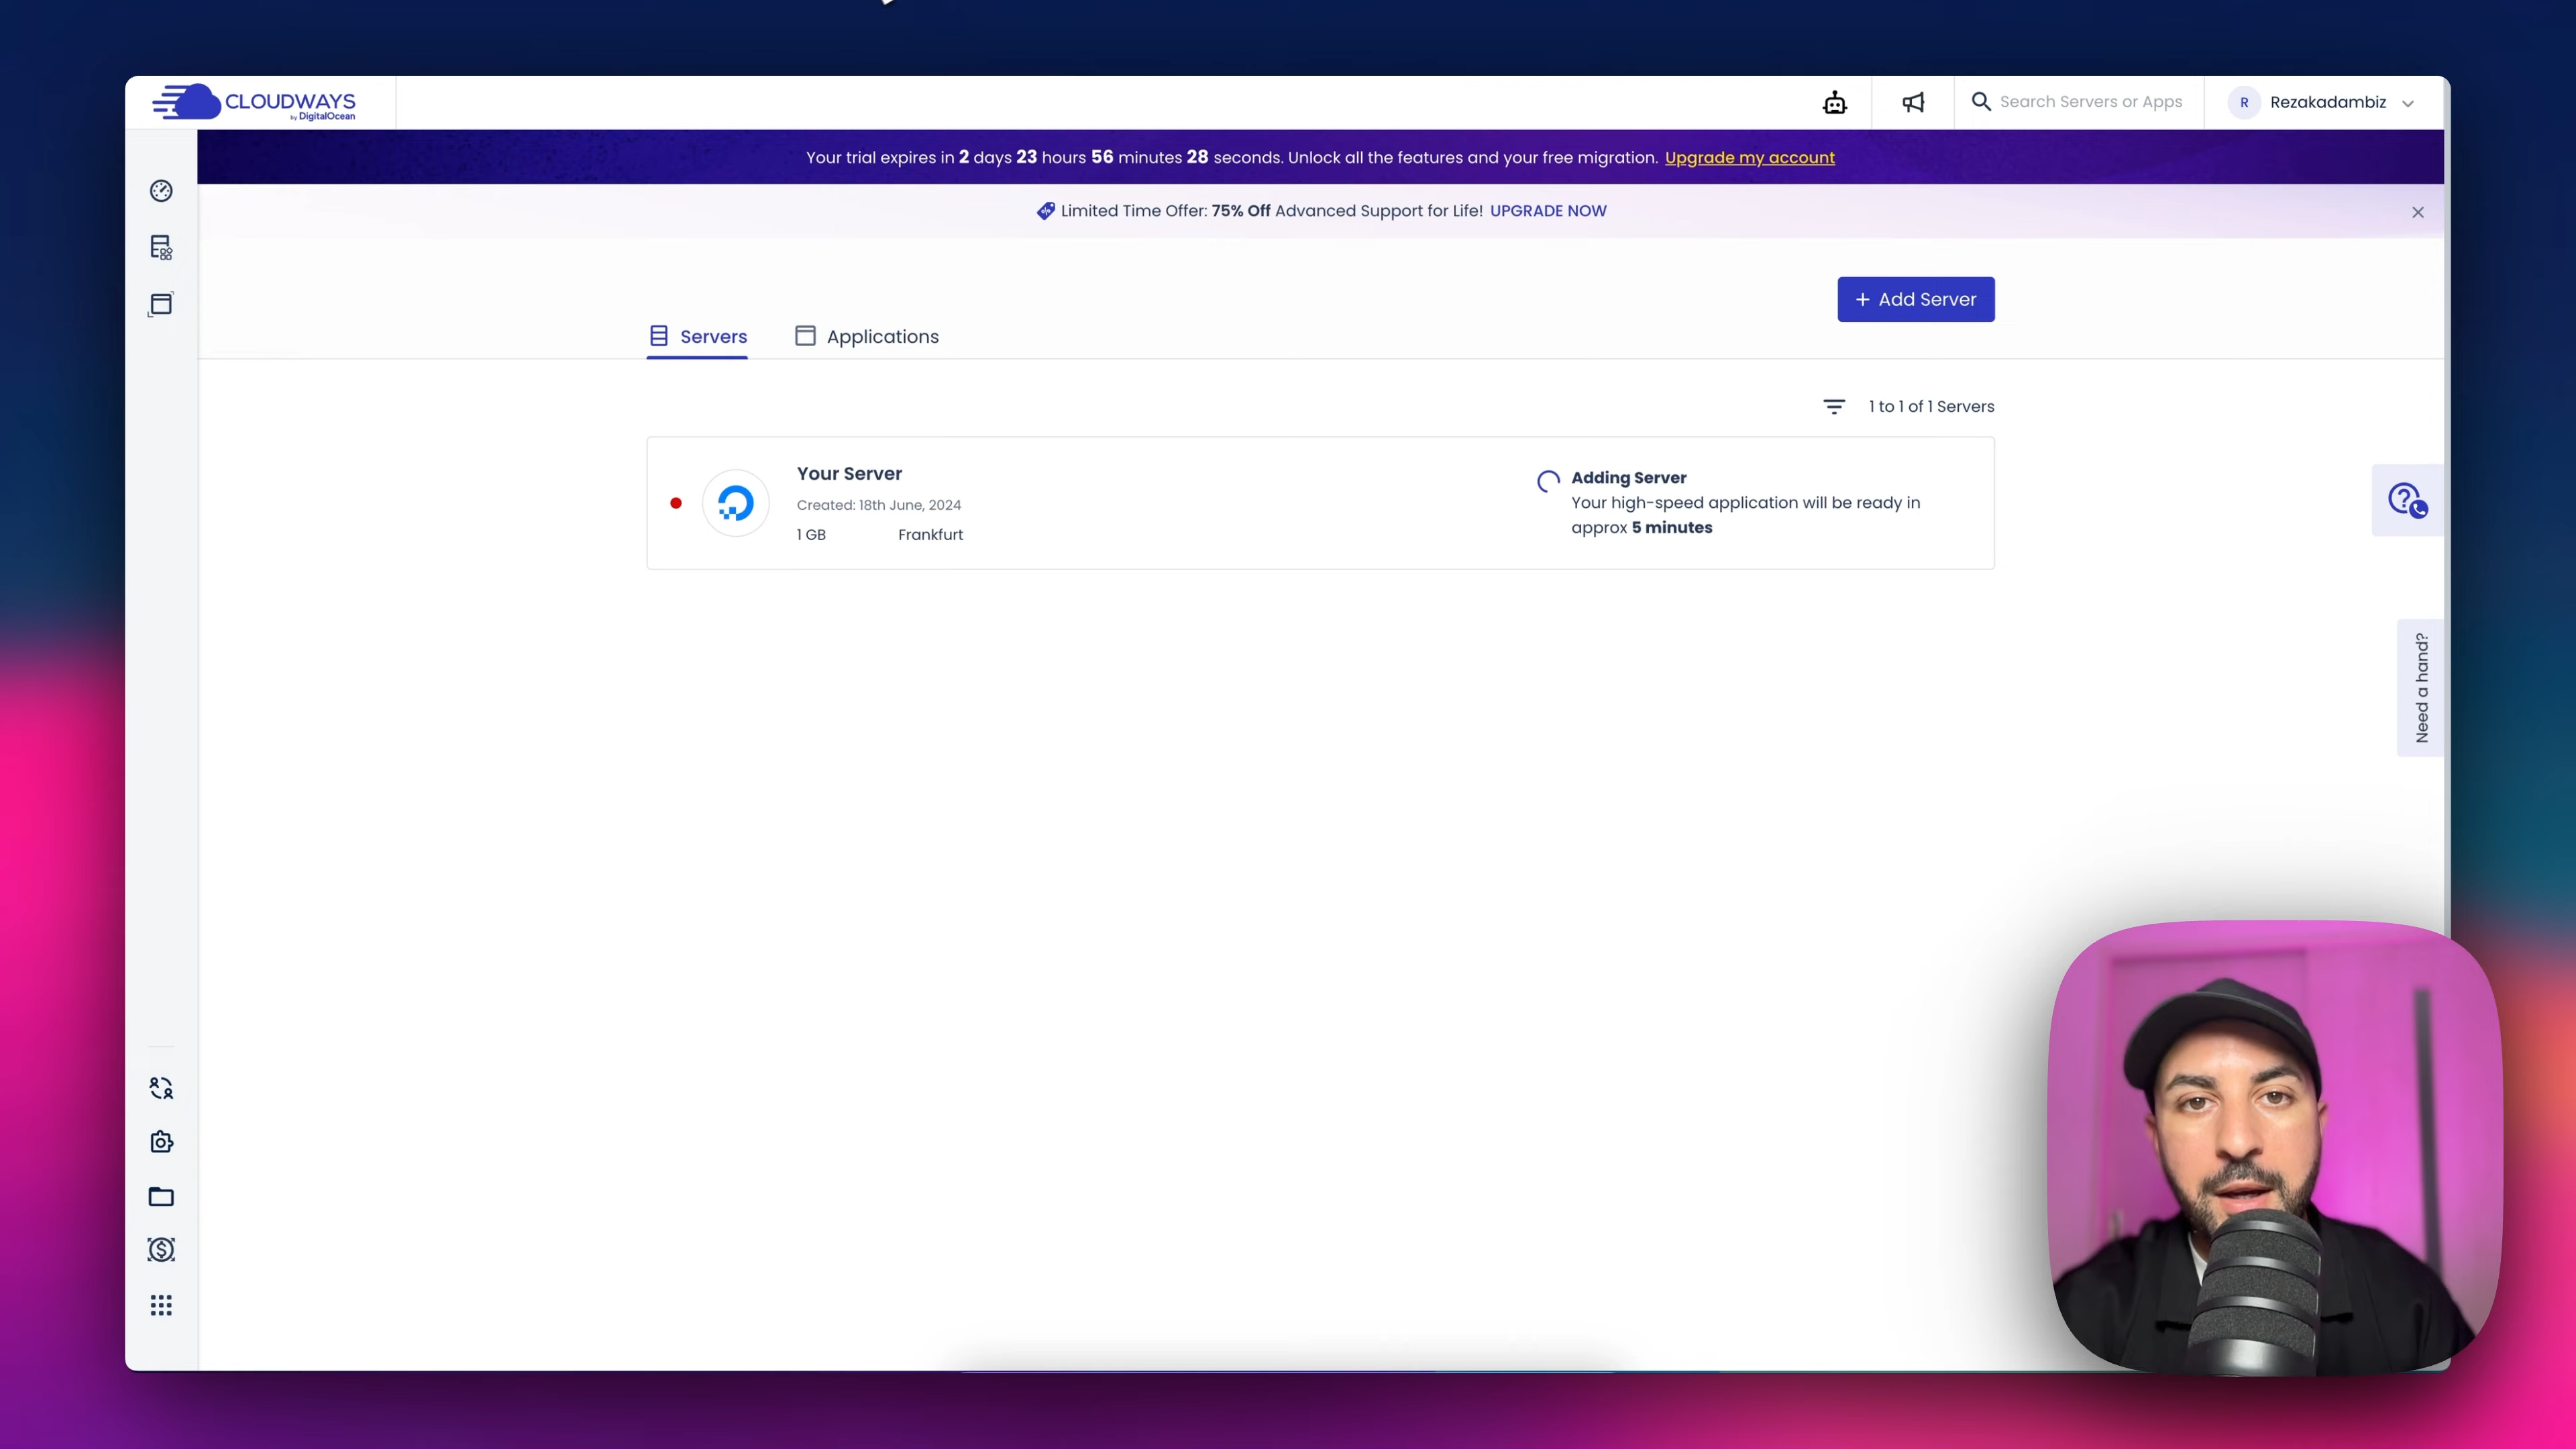 CLOUDWAYS
by DigitalOcean
Search Servers or Apps
R
Rezakadambiz
Your trial expires in 2 days 23 hours 56 minutes 28 seconds. Unlock all the features and your free migration. Upgrade my account
Limited Time Offer: 75% Off Advanced Support for Life! UPGRADE NOW
+ Add Server
Servers
Applications
1 to 1 of 1 Servers
Your Server
Created: 18th June, 2024
1 GB
Frankfurt
Adding Server
Your high-speed application will be ready in
approx 5 minutes
Need a hand?